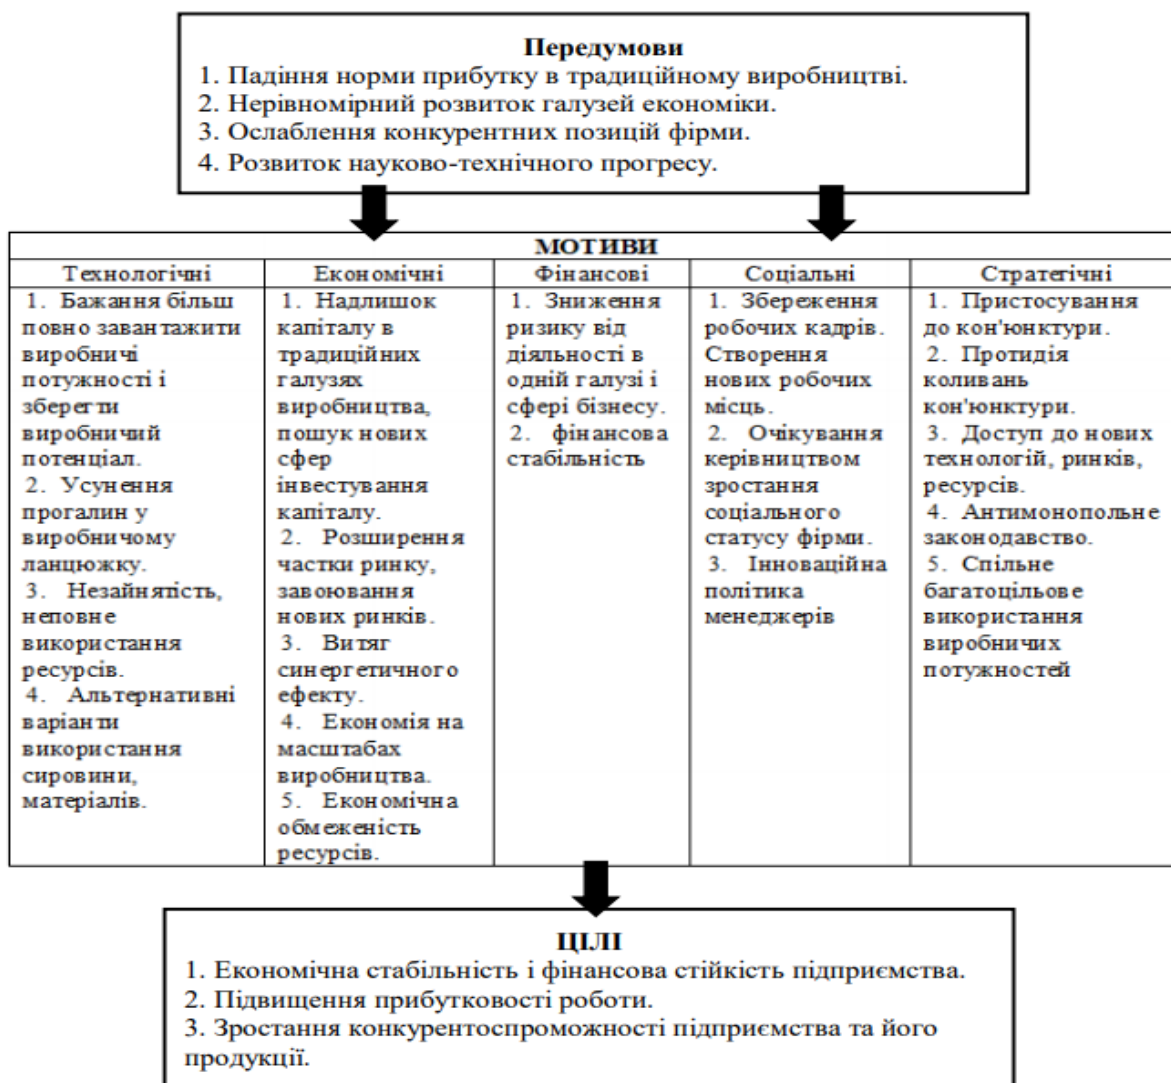 Передумови
1. Падіння норми прибутку в традиційному виробництві.
2. Нерівномірний розвиток галузей економіки.
3. Ослаблення конкурентних позицій фірми.
4. Розвиток науково-технічного прогресу.
МОТИВИ
Технологічні
1. Бажання більш
повно завантажити
виробничі
потужності і
зберегти
виробничий
потенціал.
2. Усунення
прогалин у
виробничому
ланцюжку.
3. Незайнятість,
неповне
використання
ресурсів.
4. Альтернативні
варіанти
використання
сировини,
матеріалів.
Економічні
1. Надлишок
капіталу в
традиційних
галузях
виробництва,
пошук нових
сфер
інвестування
капіталу.
2. Розширення
частки ринку,
завоювання
нових ринків.
3. Витяг
синергетичного
ефекту.
4. Економія на
масштабах
виробництва.
5. Економічна
обмеженість
ресурсів.
Фінансові
1. Зниження
ризику від
діяльності в
одній галузі і
сфері бізнесу.
2. фінансова
стабільність
Соціальні
1. Збереження
робочих кадрів.
Створення
нових робочих
місць.
2. Очікування
керівництвом
зростання
соціального
статусу фірми.
3. Інноваційна
політика
менеджерів
Стратегічні
1. Пристосування
до кон'юнктури.
2. Протидія
коливань
кон'юнктури.
3. Доступ до нових
технологій, ринків,
ресурсів.
4. Антимонопольне
законодавство.
5. Спільне
багатоцільове
використання
виробничих
потужностей
ЦІЛІ
1. Економічна стабільність і фінансова стійкість підприємства.
2. Підвищення прибутковості роботи.
3. Зростання конкурентоспроможності підприємства та його
продукції.